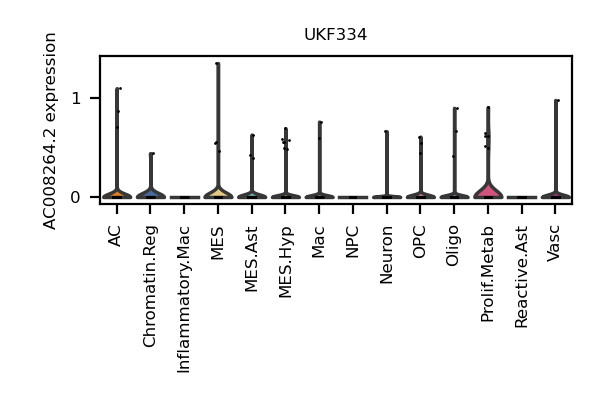 UKF334
AC008264.2 expression
1
0
AC
Chromatin.Reg
Inflammatory.Mac
MES
MES.Ast
MES.Hyp
Mac
NPC
Neuron
OPC
Oligo
Prolif.Metab
Reactive.Ast
Vasc